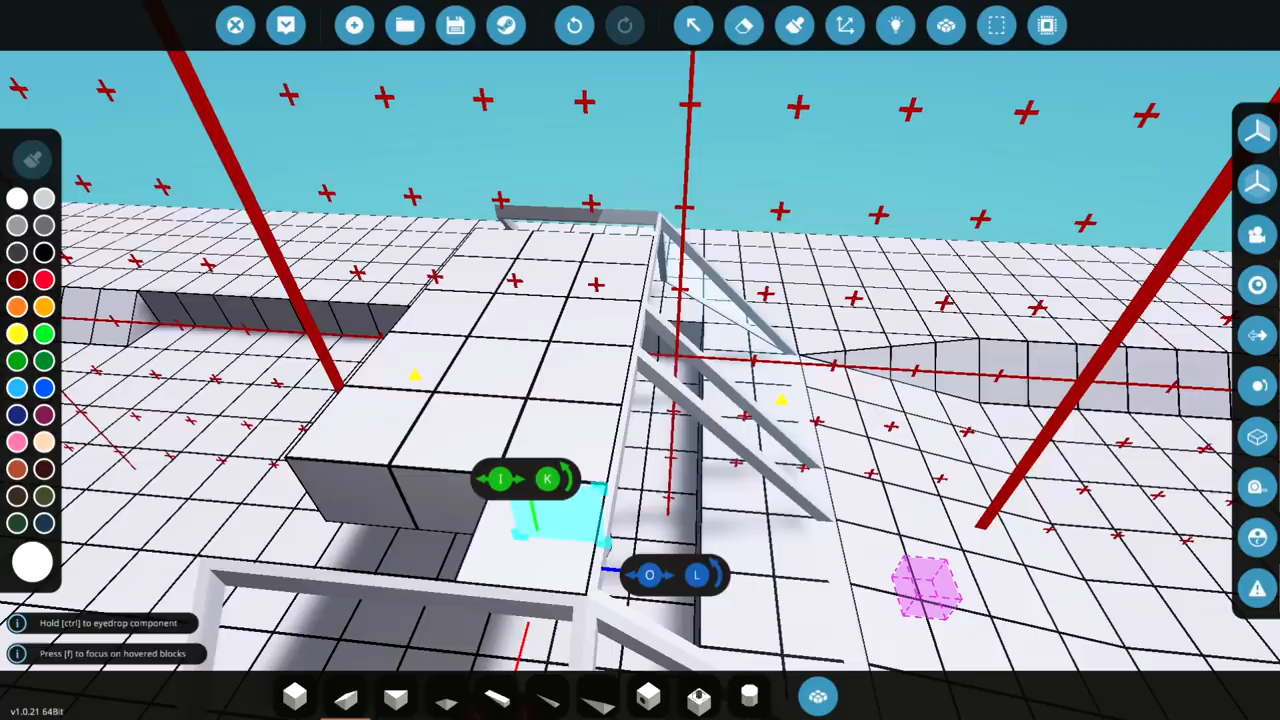 I K
O L
Hold [ctrl] to eyedrop component
Press [f] to focus on hovered blocks
v1.0.21 64Bit